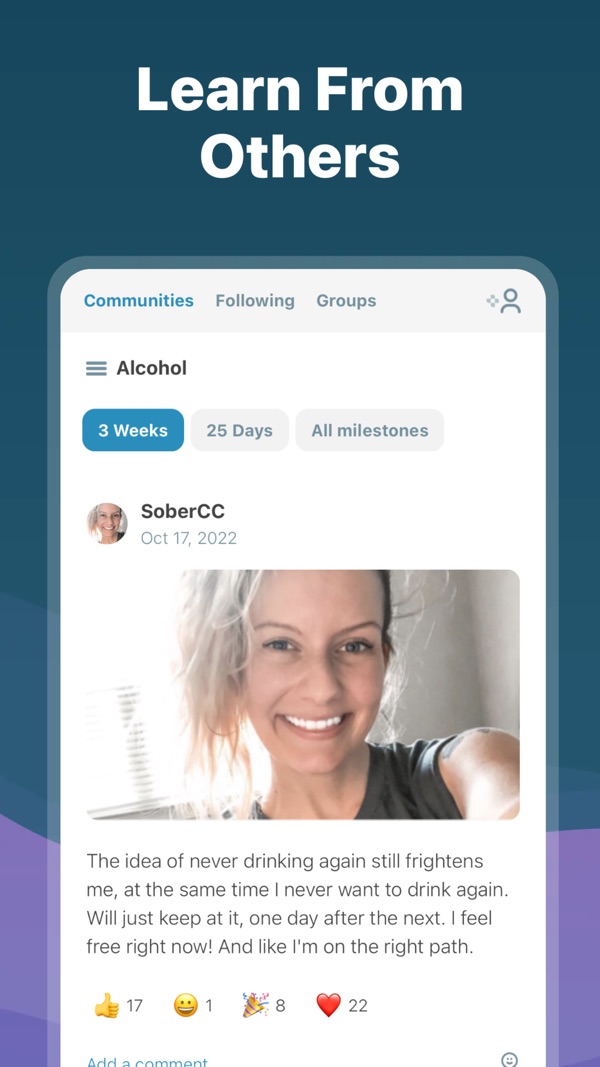 Learn From
Others
Communities Following Groups
Alcohol
3 Weeks 25 Days All milestones
SoberCC
Oct 17, 2022
The idea of never drinking again still frightens
me, at the same time I never want to drink again.
Will just keep at it, one day after the next. I feel
free right now! And like I'm on the right path.
17 1 8 22
Add a comment